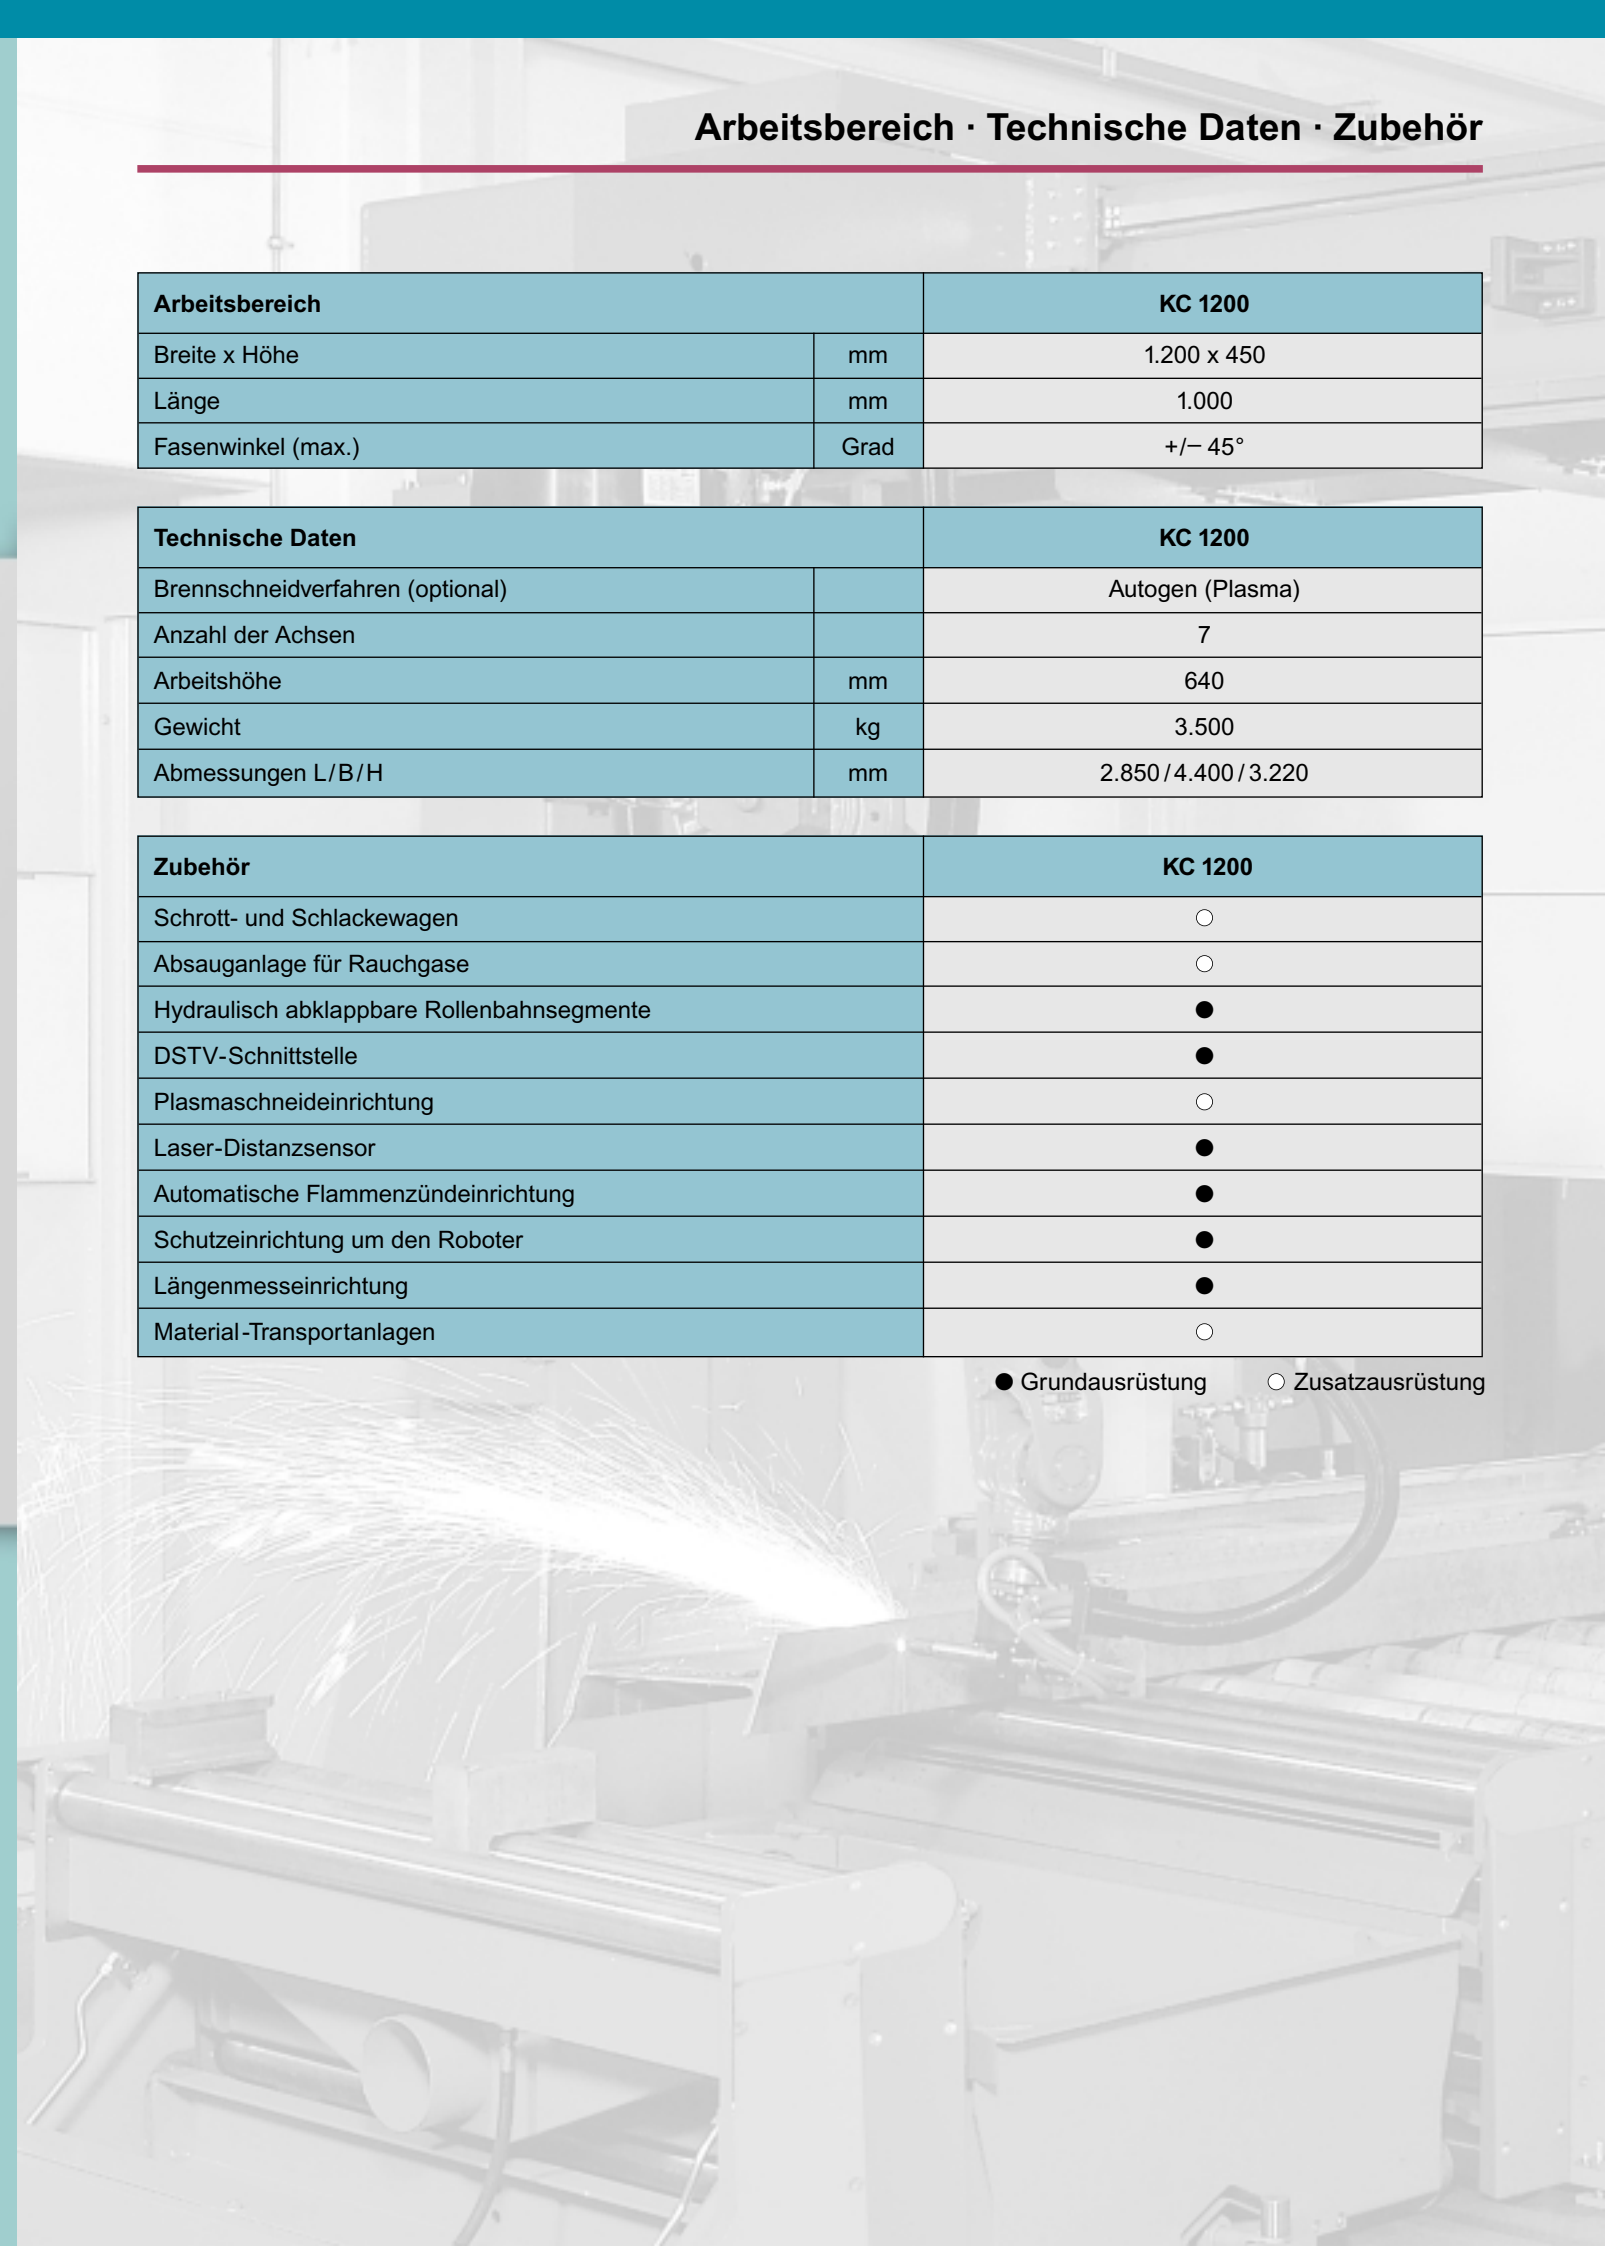 Arbeitsbereich · Technische Daten · Zubehör
Arbeitsbereich KC 1200
Breite x Höhe mm 1.200 x 450
Länge mm 1.000
Fasenwinkel (max.) Grad +/– 45°
Technische Daten KC 1200
Brennschneidverfahren (optional) Autogen (Plasma)
Anzahl der Achsen 7
Arbeitshöhe mm 640
Gewicht kg 3.500
Abmessungen L/B/H mm 2.850/4.400/3.220
Zubehör KC 1200
Schrott- und Schlackewagen ○
Absauganlage für Rauchgase ○
Hydraulisch abklappbare Rollenbahnsegmente ●
DSTV-Schnittstelle ●
Plasmaschneideinrichtung ○
Laser-Distanzsensor ●
Automatische Flammenzündeinrichtung ●
Schutzeinrichtung um den Roboter ●
Längenmesseinrichtung ●
Material-Transportanlagen ○
● Grundausrüstung ○ Zusatzausrüstung